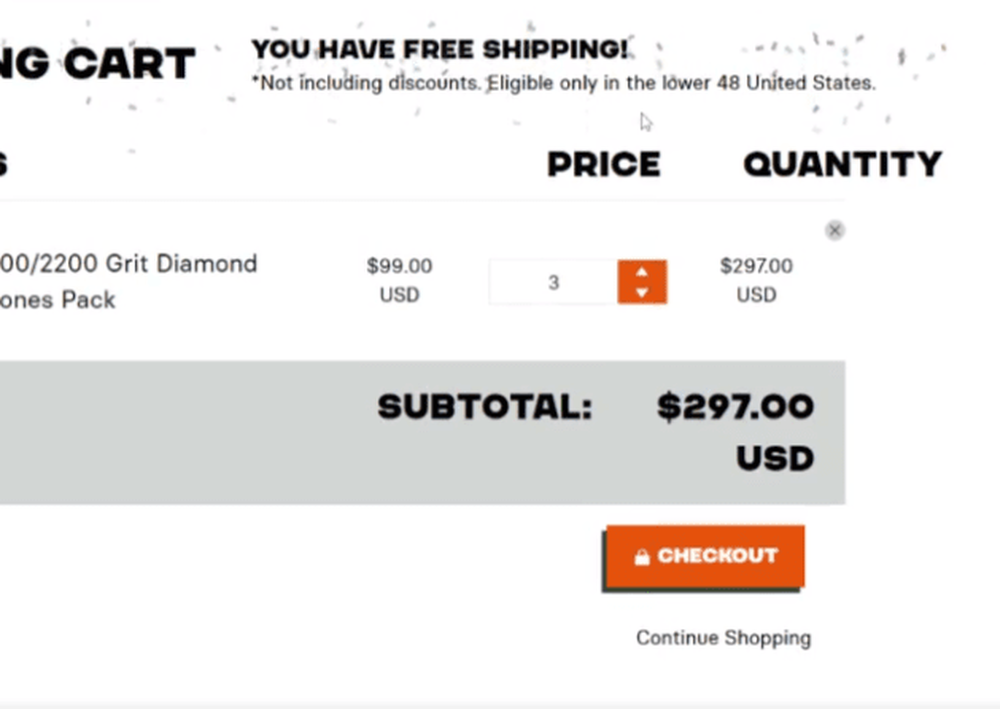 NG CART
YOU HAVE FREE SHIPPING!
*Not including discounts. Eligible only in the lower 48 United States.
S PRICE QUANTITY
00/2200 Grit Diamond
ones Pack
$99.00
USD
3
$297.00
USD
SUBTOTAL: $297.00
USD
CHECKOUT
Continue Shopping